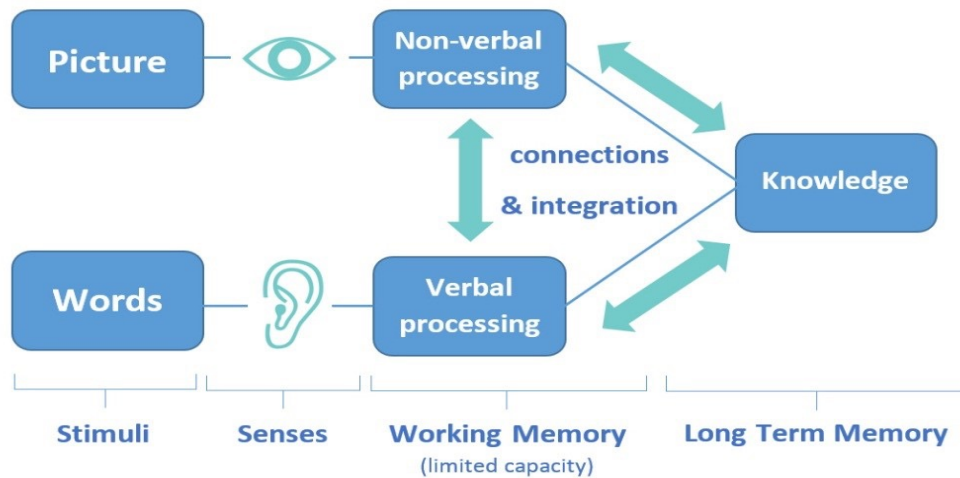 Picture
Non-verbal
processing
connections
& integration
Knowledge
Words
Verbal
processing
Stimuli
Senses
Working Memory
(limited capacity)
Long Term Memory